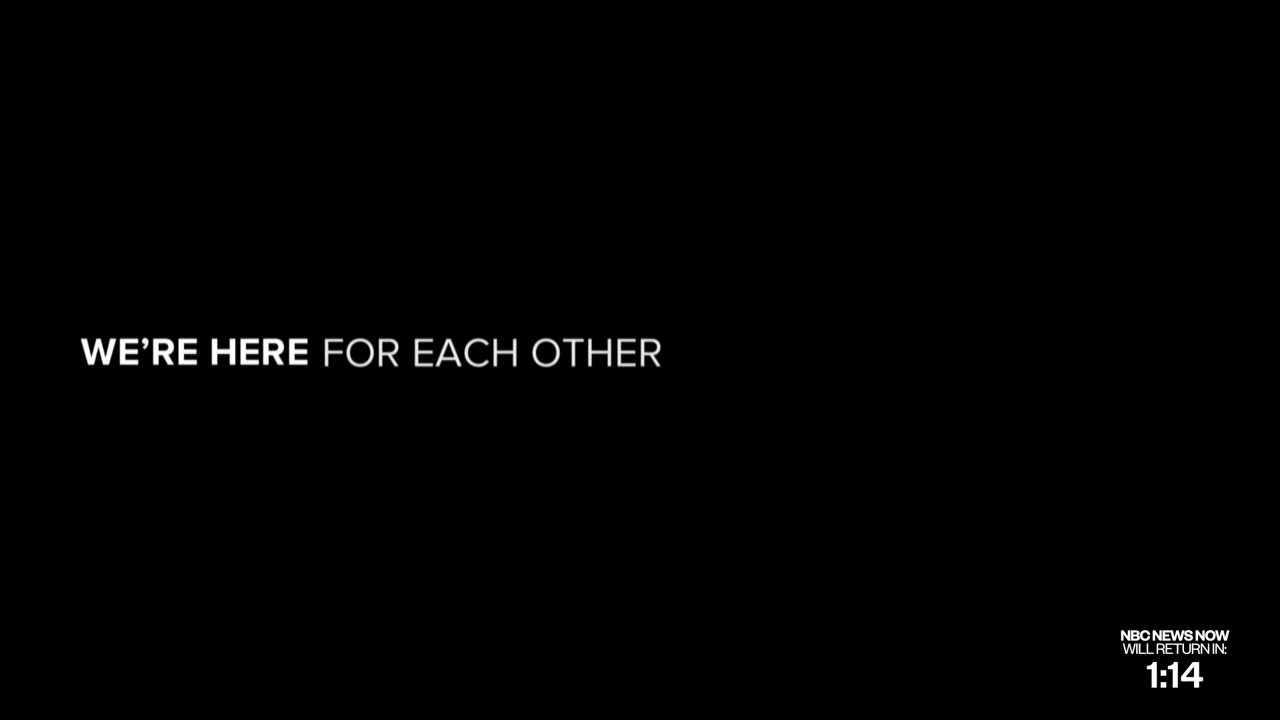 WE’RE HERE FOR EACH OTHER
NBC NEWS NOW
WILL RETURN IN:
1:14